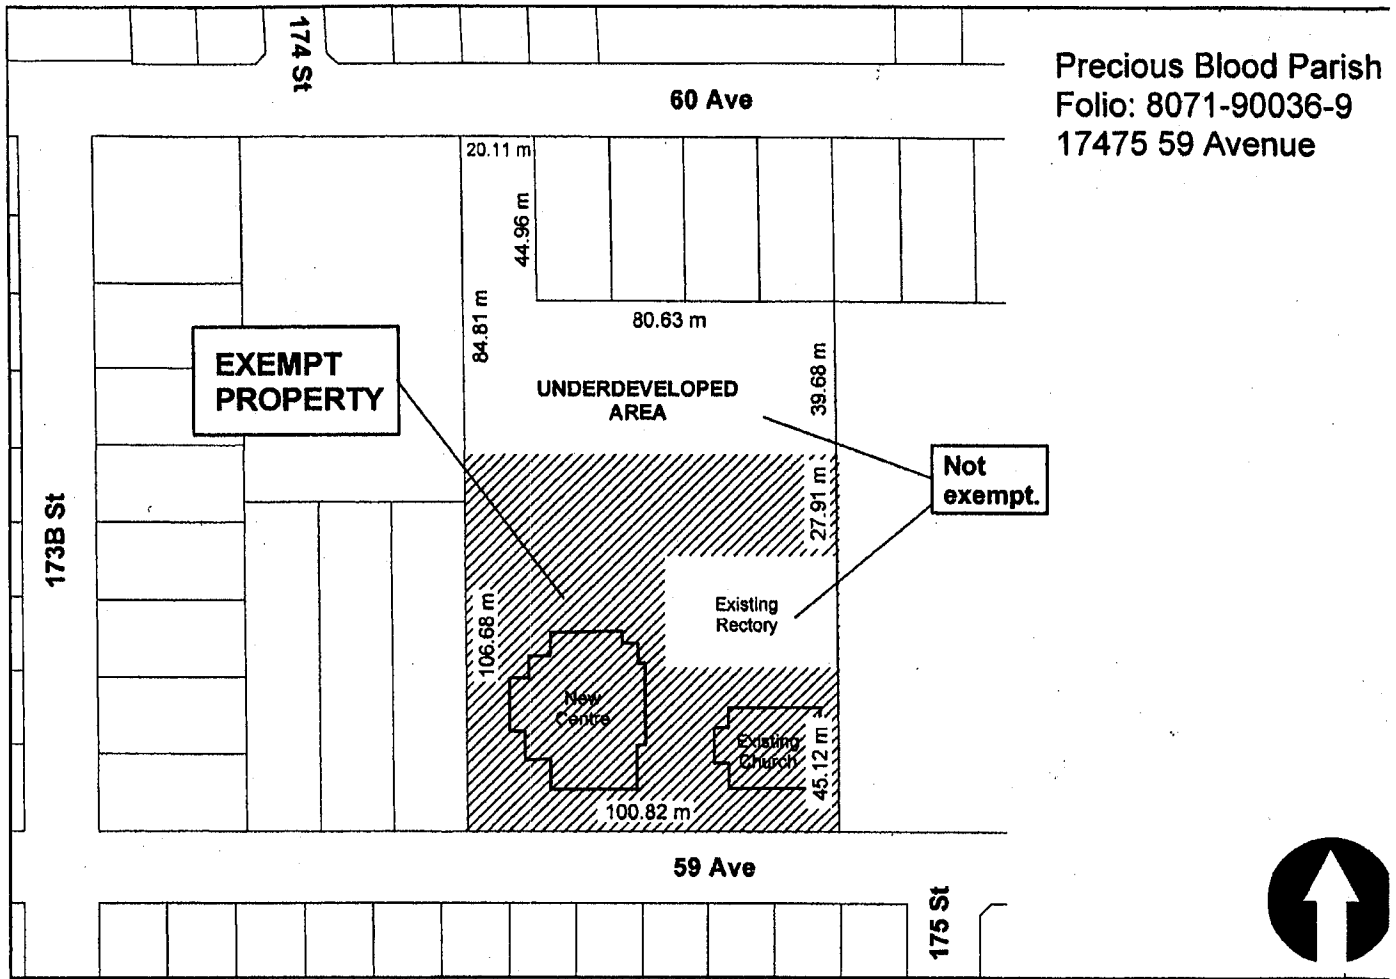 174 St
60 Ave
Precious Blood Parish
Folio: 8071-90036-9
17475 59 Avenue
20.11 m
44.96 m
84.81 m
80.63 m
39.68 m
EXEMPT
PROPERTY
UNDERDEVELOPED
AREA
Not
exempt.
27.91 m
173B St
Existing
Rectory
106.68 m
New
Centre
Existing
Church
45.12 m
100.82 m
59 Ave
175 St